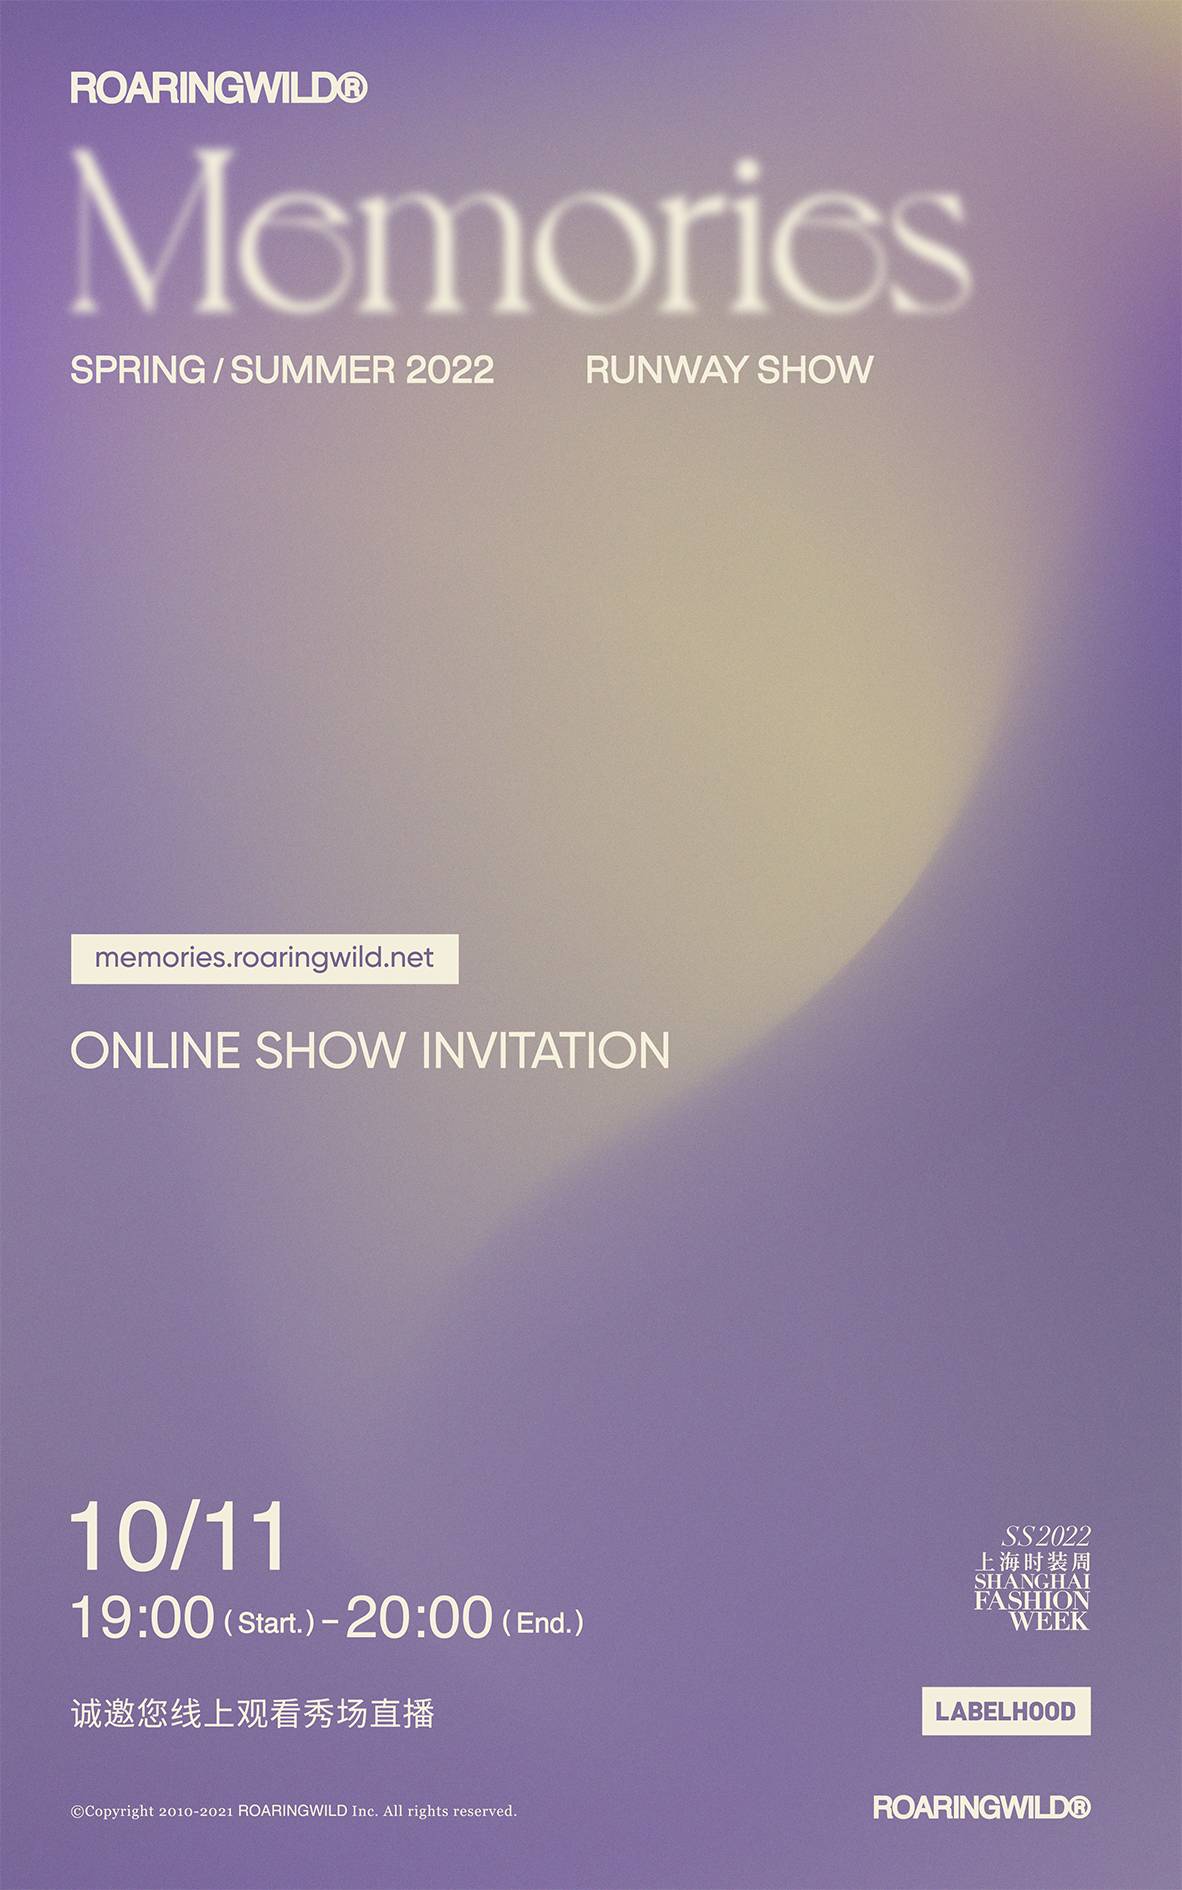 ROARINGWILD®
Memories
SPRING / SUMMER 2022 RUNWAY SHOW
memories.roaringwild.net
ONLINE SHOW INVITATION
10/11
19:00 (Start.) – 20:00 (End.)
诚邀您线上观看秀场直播
©Copyright 2010-2021 ROARINGWILD Inc. All rights reserved.
SS2022
上海时装周
SHANGHAI
FASHION
WEEK
LABELHOOD
ROARINGWILD®